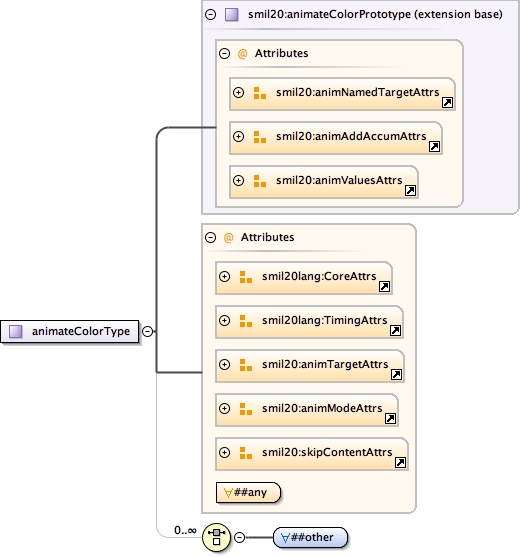 smil20:animateColorPrototype (extension base)
@ Attributes
smil20:animNamedTargetAttrs
smil20:animAddAccumAttrs
smil20:animValuesAttrs
@ Attributes
smil20lang:CoreAttrs
smil20lang:TimingAttrs
animateColorType
smil20:animTargetAttrs
smil20:animModeAttrs
smil20:skipContentAttrs
∀##any
0..∞
∀##other